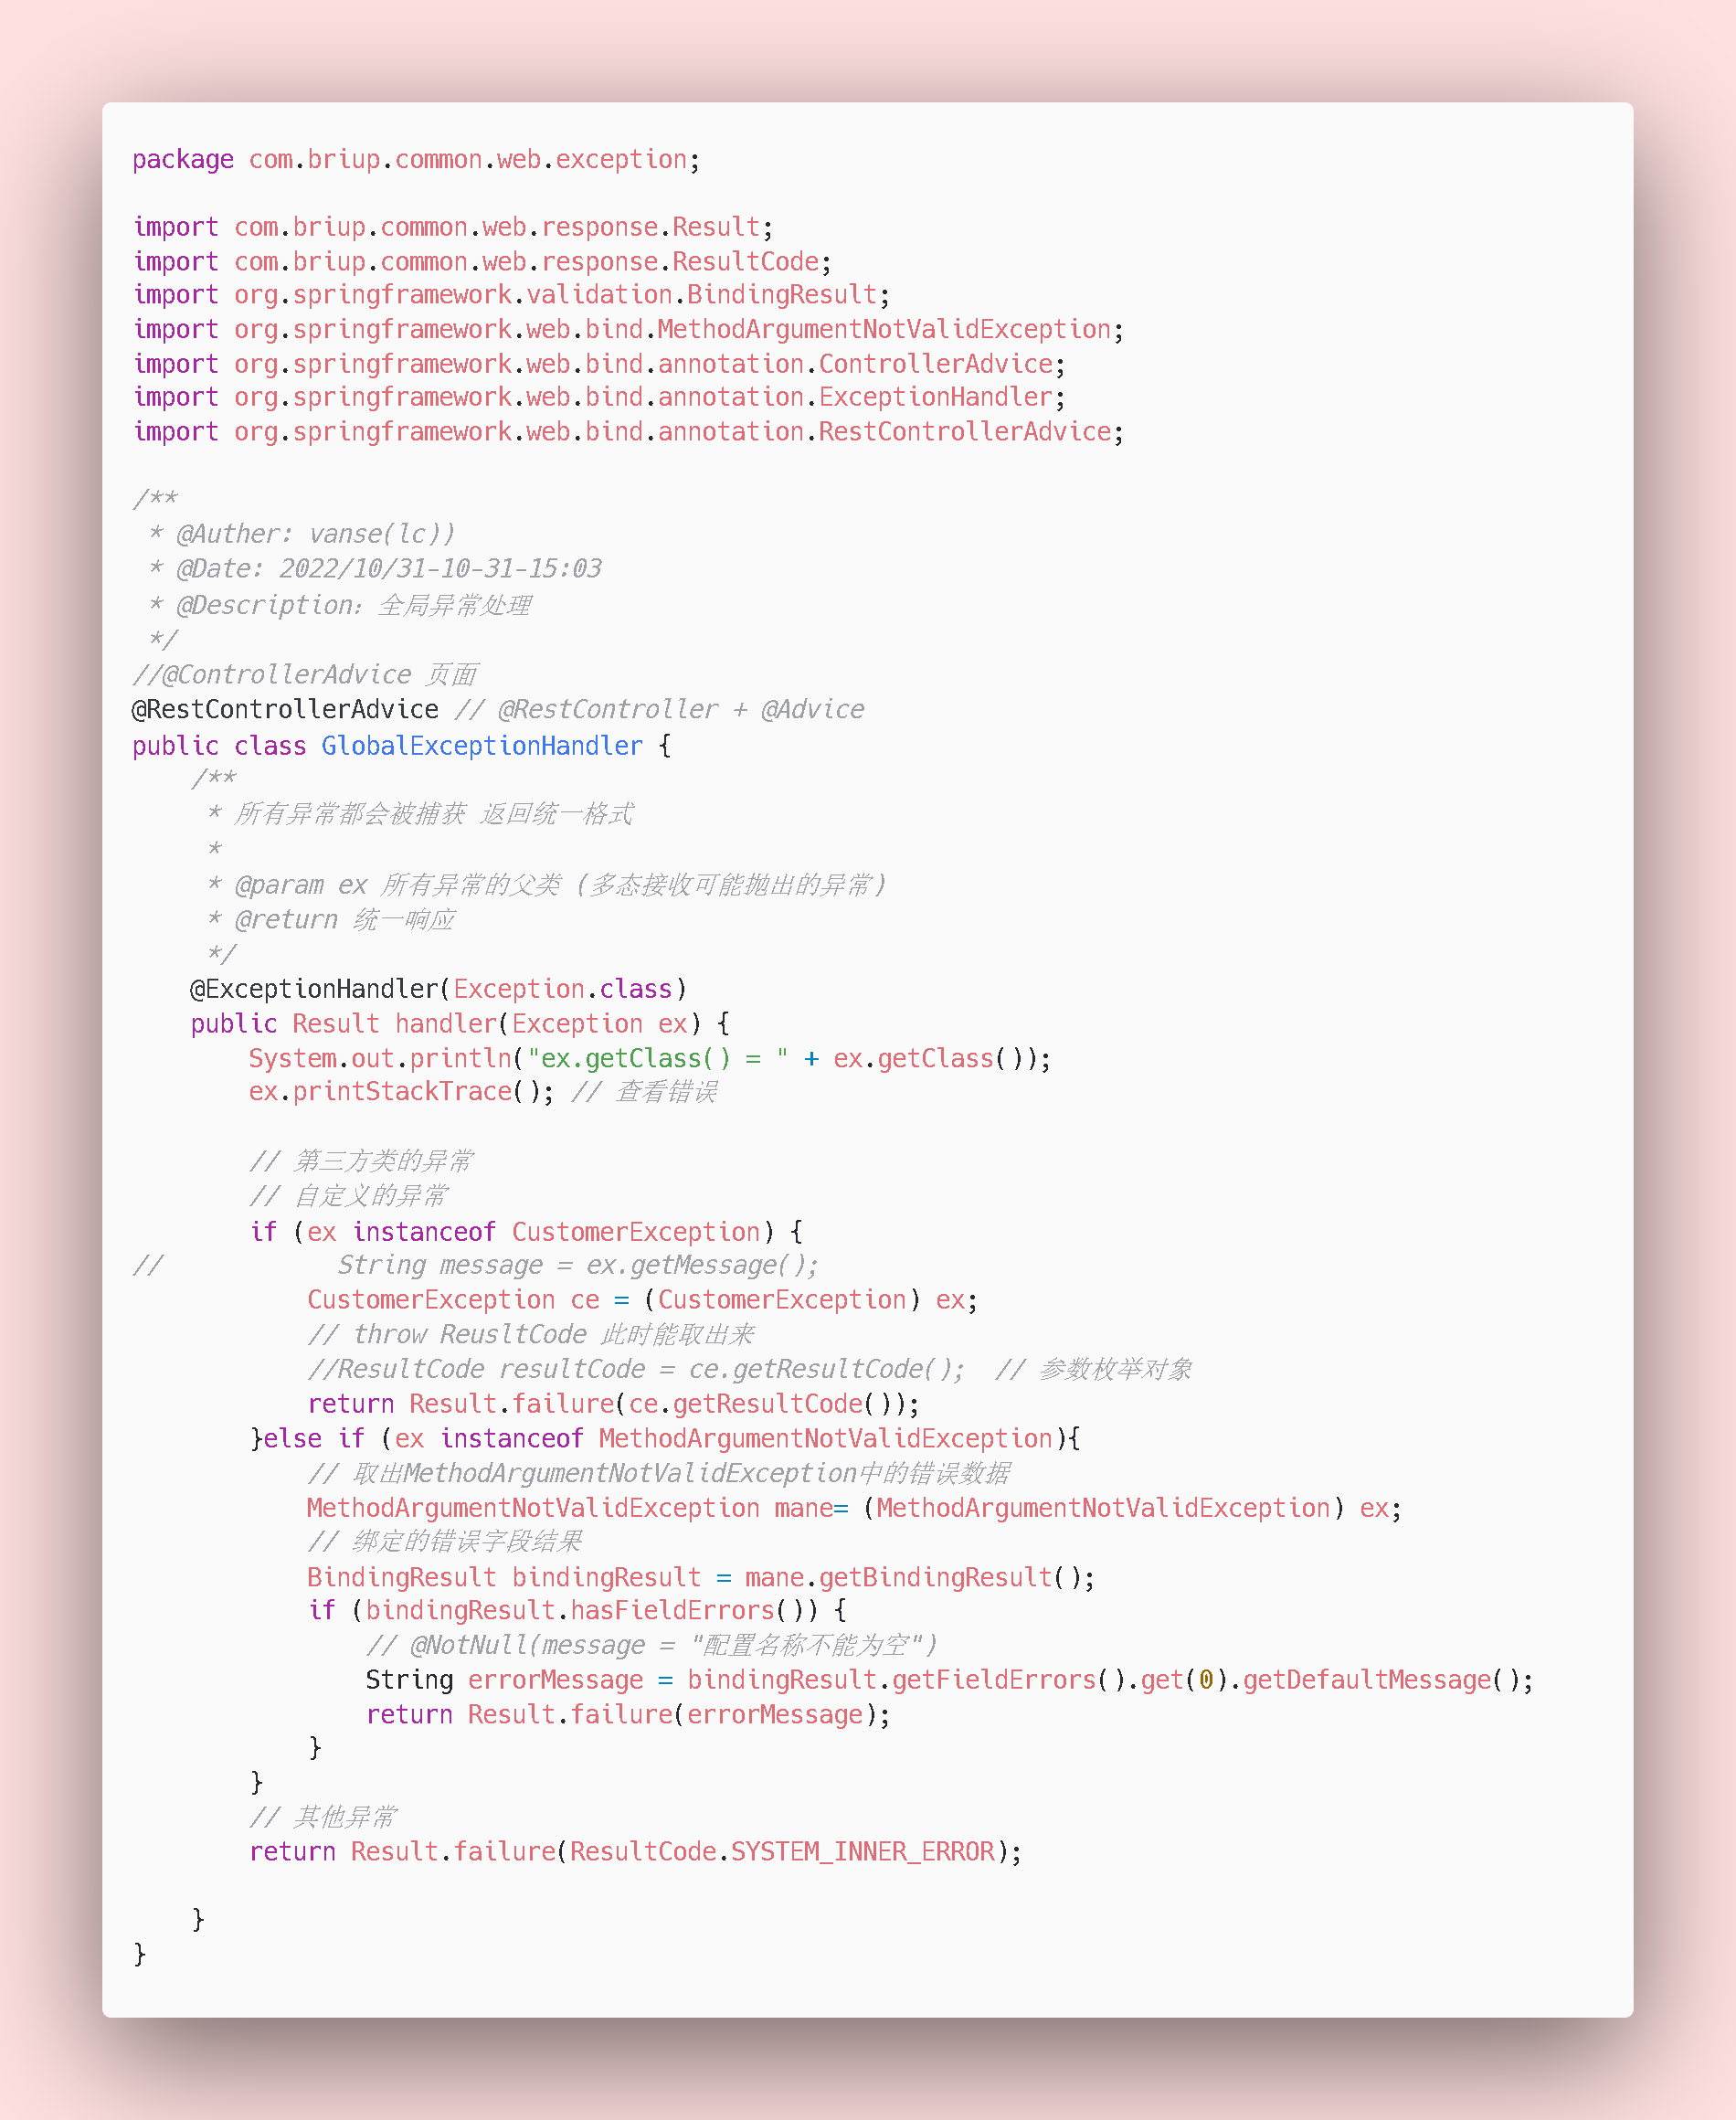 package com.briup.common.web.exception;

import com.briup.common.web.response.Result;
import com.briup.common.web.response.ResultCode;
import org.springframework.validation.BindingResult;
import org.springframework.web.bind.MethodArgumentNotValidException;
import org.springframework.web.bind.annotation.ControllerAdvice;
import org.springframework.web.bind.annotation.ExceptionHandler;
import org.springframework.web.bind.annotation.RestControllerAdvice;

/**
 * @Auther: vanse(lc))
 * @Date: 2022/10/31-10-31-15:03
 * @Description：全局异常处理
 */
//@ControllerAdvice 页面
@RestControllerAdvice // @RestController + @Advice
public class GlobalExceptionHandler {
    /**
     * 所有异常都会被捕获 返回统一格式
     *
     * @param ex 所有异常的父类 (多态接收可能抛出的异常)
     * @return 统一响应
     */
    @ExceptionHandler(Exception.class)
    public Result handler(Exception ex) {
        System.out.println("ex.getClass() = " + ex.getClass());
        ex.printStackTrace(); // 查看错误

        // 第三方类的异常
        // 自定义的异常
        if (ex instanceof CustomerException) {
//            String message = ex.getMessage();
            CustomerException ce = (CustomerException) ex;
            // throw ReusltCode 此时能取出来
            //ResultCode resultCode = ce.getResultCode();  // 参数枚举对象
            return Result.failure(ce.getResultCode());
        }else if (ex instanceof MethodArgumentNotValidException){
            // 取出MethodArgumentNotValidException中的错误数据
            MethodArgumentNotValidException mane= (MethodArgumentNotValidException) ex;
            // 绑定的错误字段结果
            BindingResult bindingResult = mane.getBindingResult();
            if (bindingResult.hasFieldErrors()) {
                // @NotNull(message = "配置名称不能为空")
                String errorMessage = bindingResult.getFieldErrors().get(0).getDefaultMessage();
                return Result.failure(errorMessage);
            }
        }
        // 其他异常
        return Result.failure(ResultCode.SYSTEM_INNER_ERROR);

    }
}